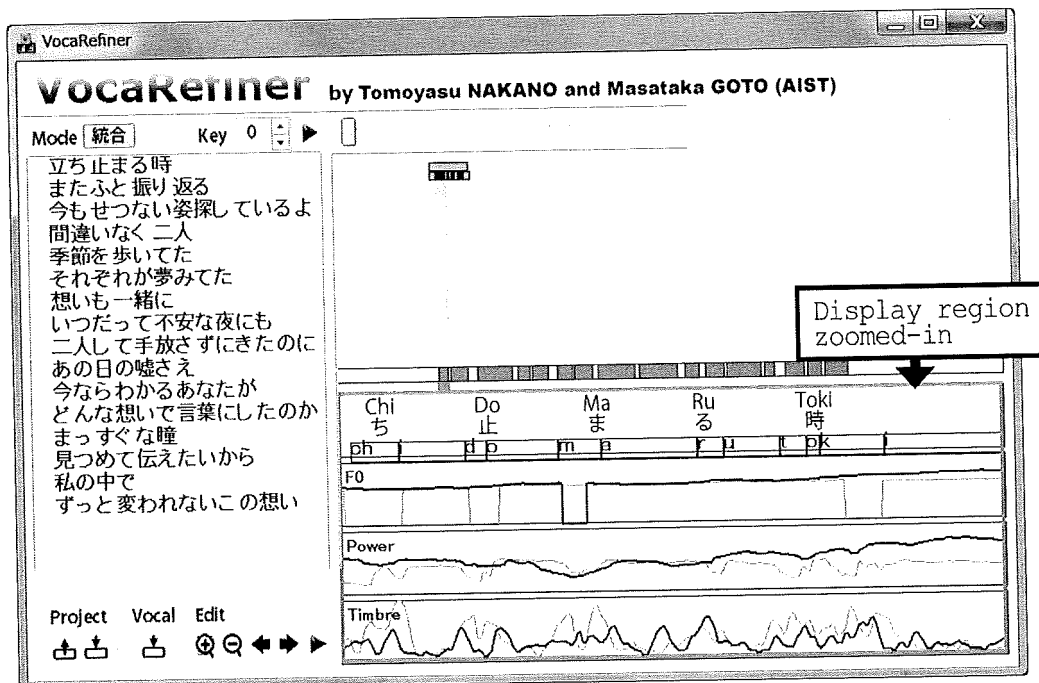 VocaRefiner
VocaRefiner by Tomoyasu NAKANO and Masataka GOTO (AIST)
Mode 統合 Key 0
立ち止まる時
またふと振り返る
今もせつない姿探しているよ
間違いなく二人
季節を歩いてた
それぞれが夢みてた
想いも一緒に
いつだって不安な夜にも
二人して手放さずにきたのに
あの日の嘘さえ
今ならわかるあなたが
どんな想いで言葉にしたのか
まっすぐな瞳
見つめて伝えたいから
私の中で
ずっと変われないこの想い
Project Vocal Edit
Display region
zoomed-in
Chi Do Ma Ru Toki
ち 止 ま る 時
F0
Power
Timbre